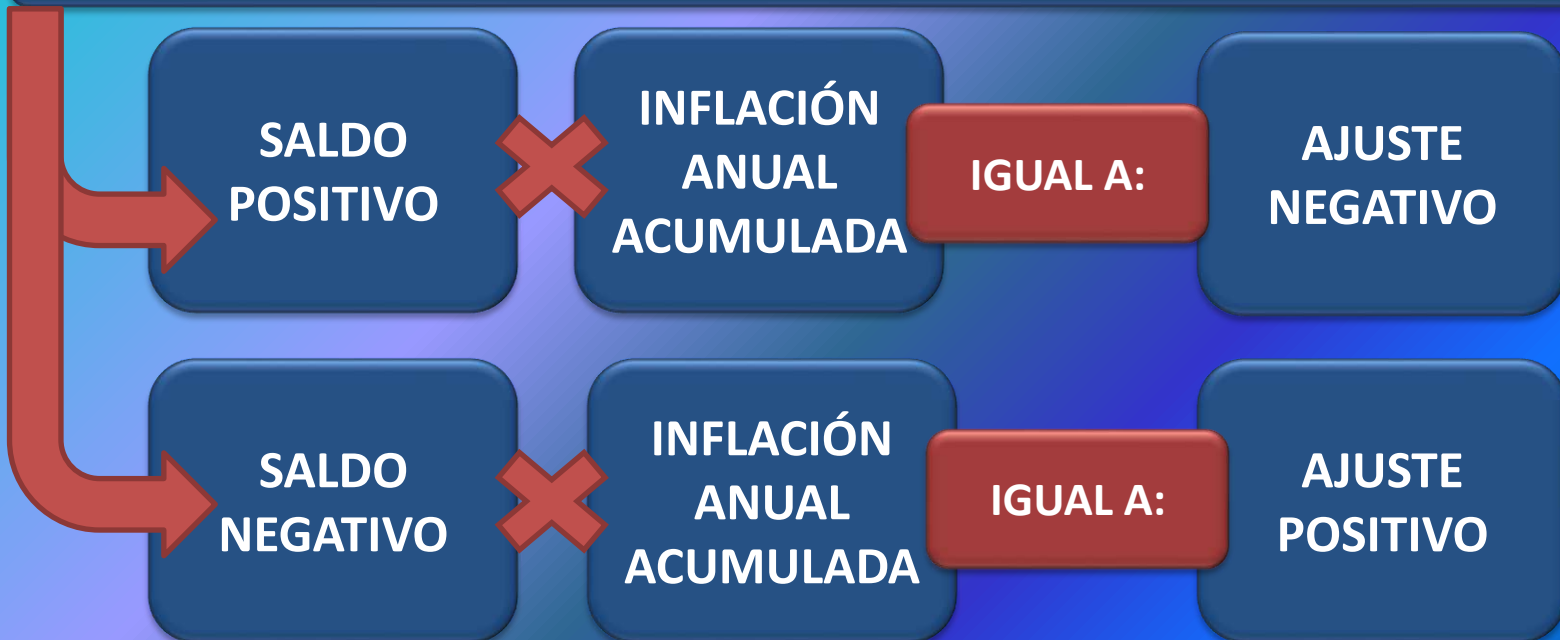 SALDO
POSITIVO
INFLACIÓN
ANUAL
ACUMULADA
IGUAL A:
AJUSTE
NEGATIVO
SALDO
NEGATIVO
INFLACIÓN
ANUAL
ACUMULADA
IGUAL A:
AJUSTE
POSITIVO